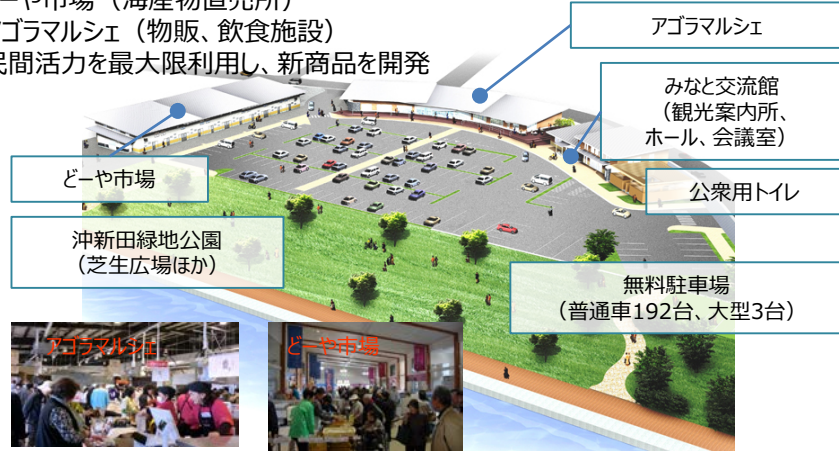 ーや市場（海産物直売所）
アゴラマルシェ（物販、飲食施設）
民間活力を最大限利用し、新商品を開発
アゴラマルシェ
みなと交流館
（観光案内所、
ホール、会議室）
どーや市場
公衆用トイレ
沖新田緑地公園
（芝生広場ほか）
無料駐車場
（普通車192台、大型3台）
アゴラマルシェ
どーや市場